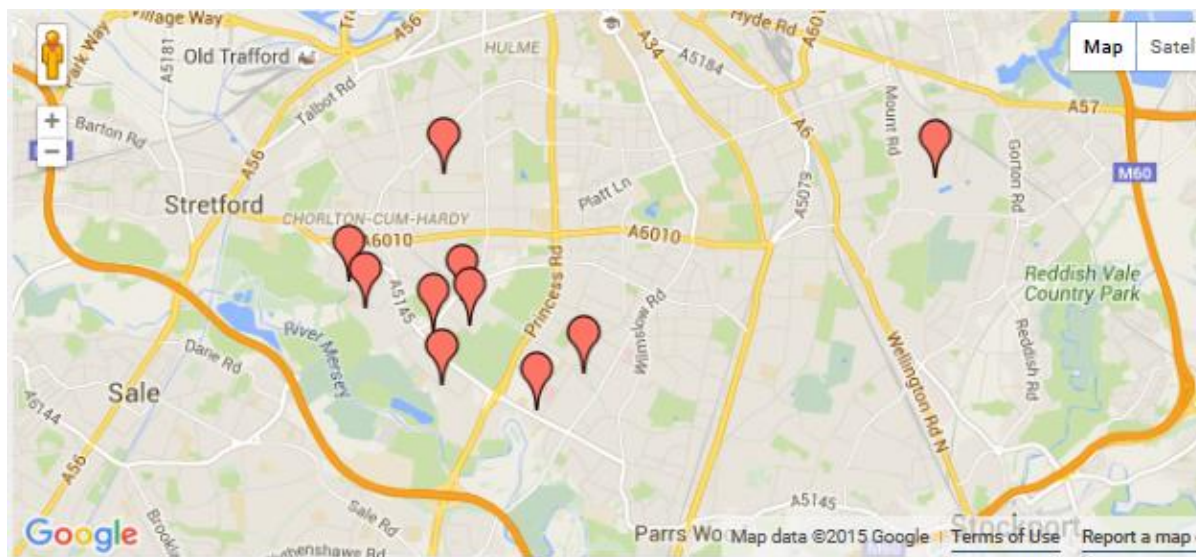 Village Way
A56
Hyde Rd
A6010
Park Way
A5181
Old Trafford
HULME
A34
A5184
Map
Satel
Talbot Rd
Mount Rd
A57
+
Barton Rd
A56
A6
−
Gorton Rd
M60
Platt Ln
A5079
Stretford
CHORLTON-CUM-HARDY
A6010
A6010
Princess Rd
Reddish Vale
Country Park
A5145
River Mersey
Wilmslow Rd
Dane Rd
Wellington Rd N
Reddish Rd
Sale
A6144
A56
A5145
Sale Rd
Google
Parrs Wo
Map data ©2015 Google
Terms of Use
Report a map
Stockport